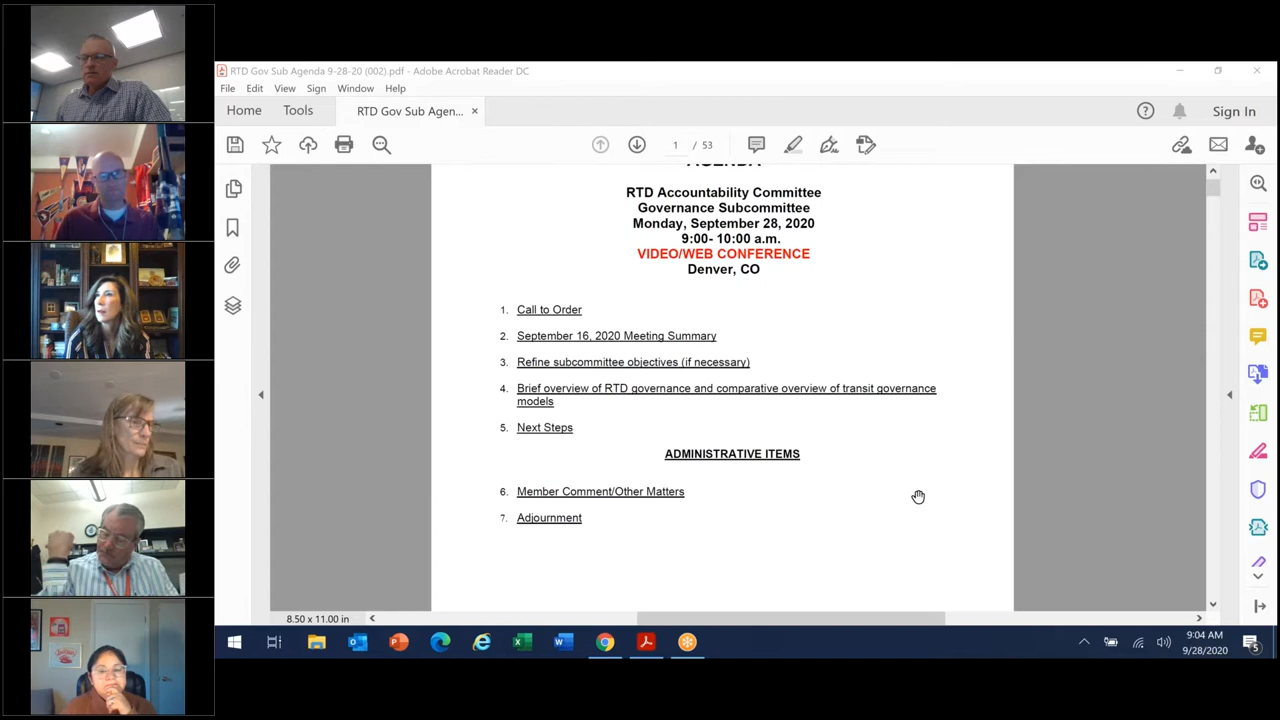 RTD Gov Sub Agenda 9-28-20 (002).pdf - Adobe Acrobat Reader DC
File Edit View Sign Window Help
Home Tools RTD Gov Sub Agen... × Sign In
1 / 53
AGENDA
RTD Accountability Committee
Governance Subcommittee
Monday, September 28, 2020
9:00- 10:00 a.m.
VIDEO/WEB CONFERENCE
Denver, CO
1. Call to Order
2. September 16, 2020 Meeting Summary
3. Refine subcommittee objectives (if necessary)
4. Brief overview of RTD governance and comparative overview of transit governance
models
5. Next Steps
ADMINISTRATIVE ITEMS
6. Member Comment/Other Matters
7. Adjournment
8.50 x 11.00 in
9:04 AM
9/28/2020
5